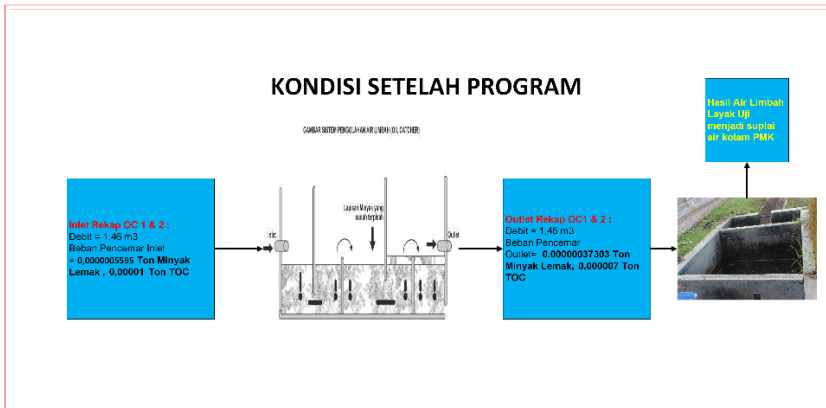 KONDISI SETELAH PROGRAM
Hasil Air Limbah
Layak Uji
menjadi suplai
air kolam PMK
GAMBAR SISTEM PENGOLAHAN AIR LIMBAH (OIL CATCHER)
Inlet Rekap OC 1 & 2 :
Debit = 1,46 m3
Beban Pencemar Inlet
= 0,0000005595 Ton Minyak
Lemak , 0,00001 Ton TOC
Inlet
Lapisan Minyak yang
sudah terpisah
Outlet
Outlet Rekap OC1 & 2 :
Debit = 1,46 m3
Beban Pencemar
Outlet= 0.00000037303 Ton
Minyak Lemak, 0.000007 Ton
TOC